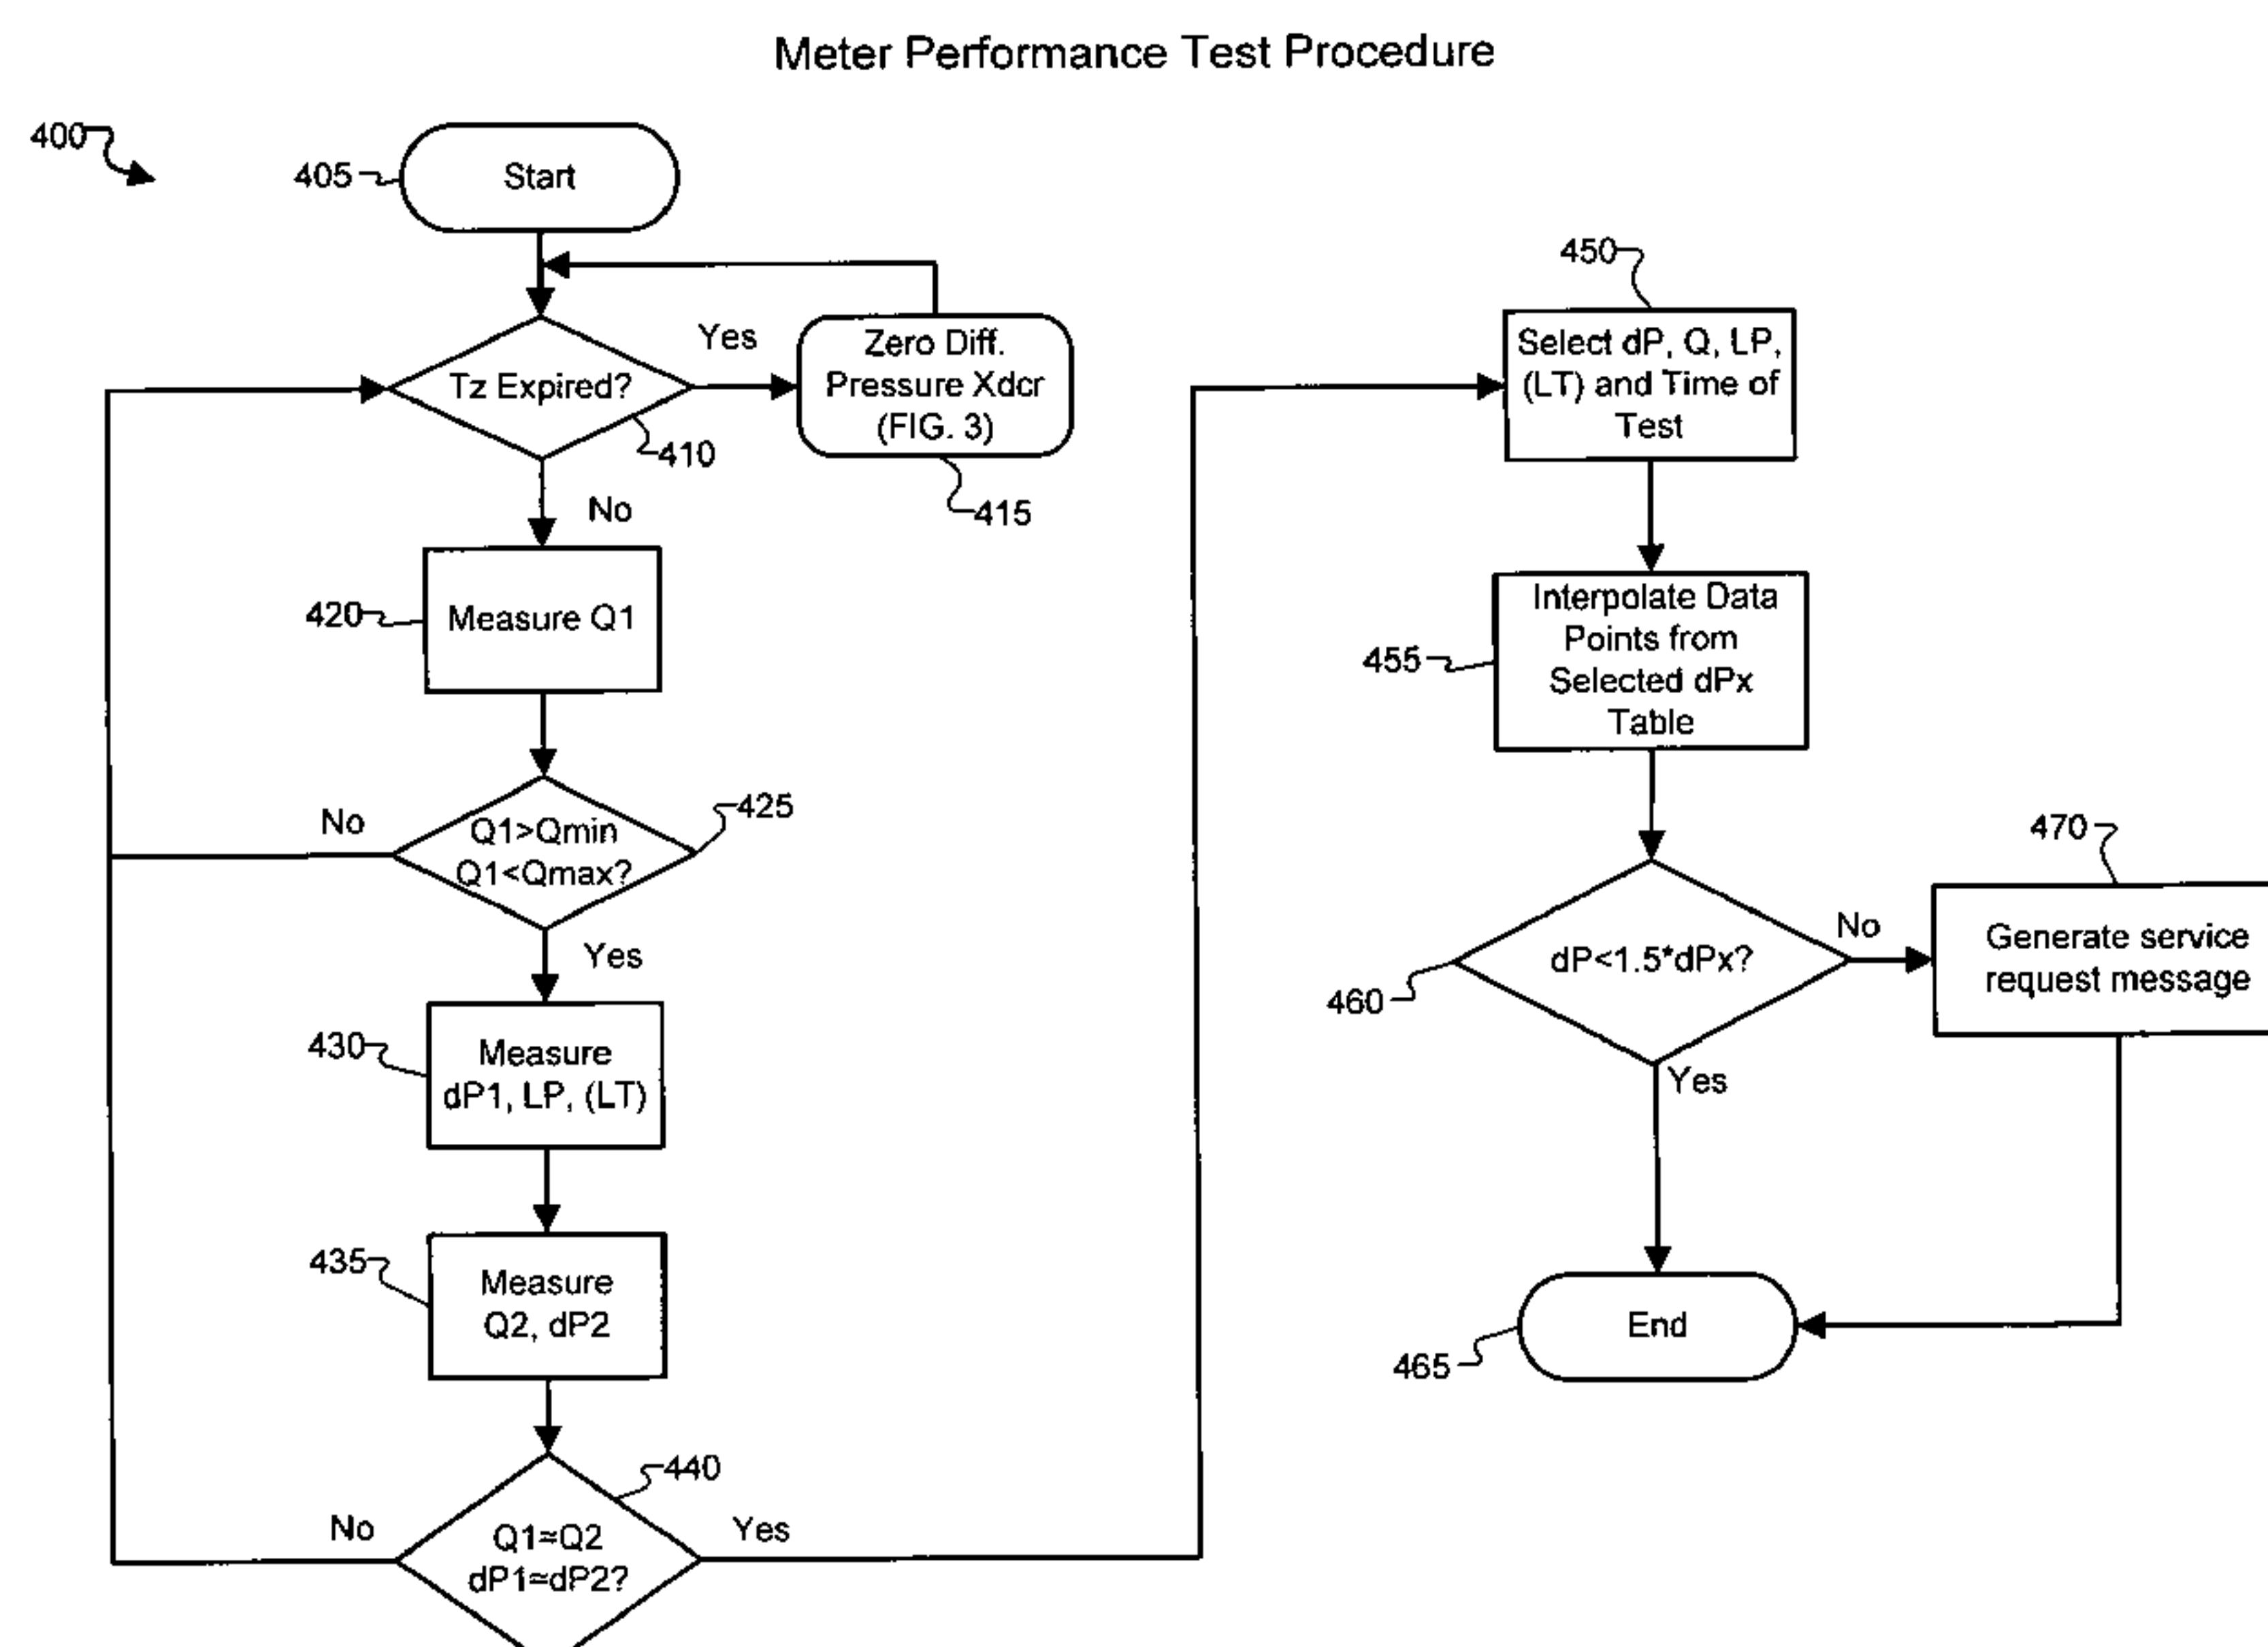 Meter Performance Test Procedure
400
405
Start
Tz Expired?
410
Yes
Zero Diff.
Pressure Xdcr
(FIG. 3)
415
No
420
Measure Q1
425
Q1>Qmin
Q1<Qmax?
No
Yes
430
Measure
dP1, LP, (LT)
435
Measure
Q2, dP2
440
Q1≈Q2
dP1≈dP2?
No
Yes
450
Select dP, Q, LP,
(LT) and Time of
Test
455
Interpolate Data
Points from
Selected dPx
Table
460
dP<1.5*dPx?
No
470
Generate service
request message
Yes
465
End